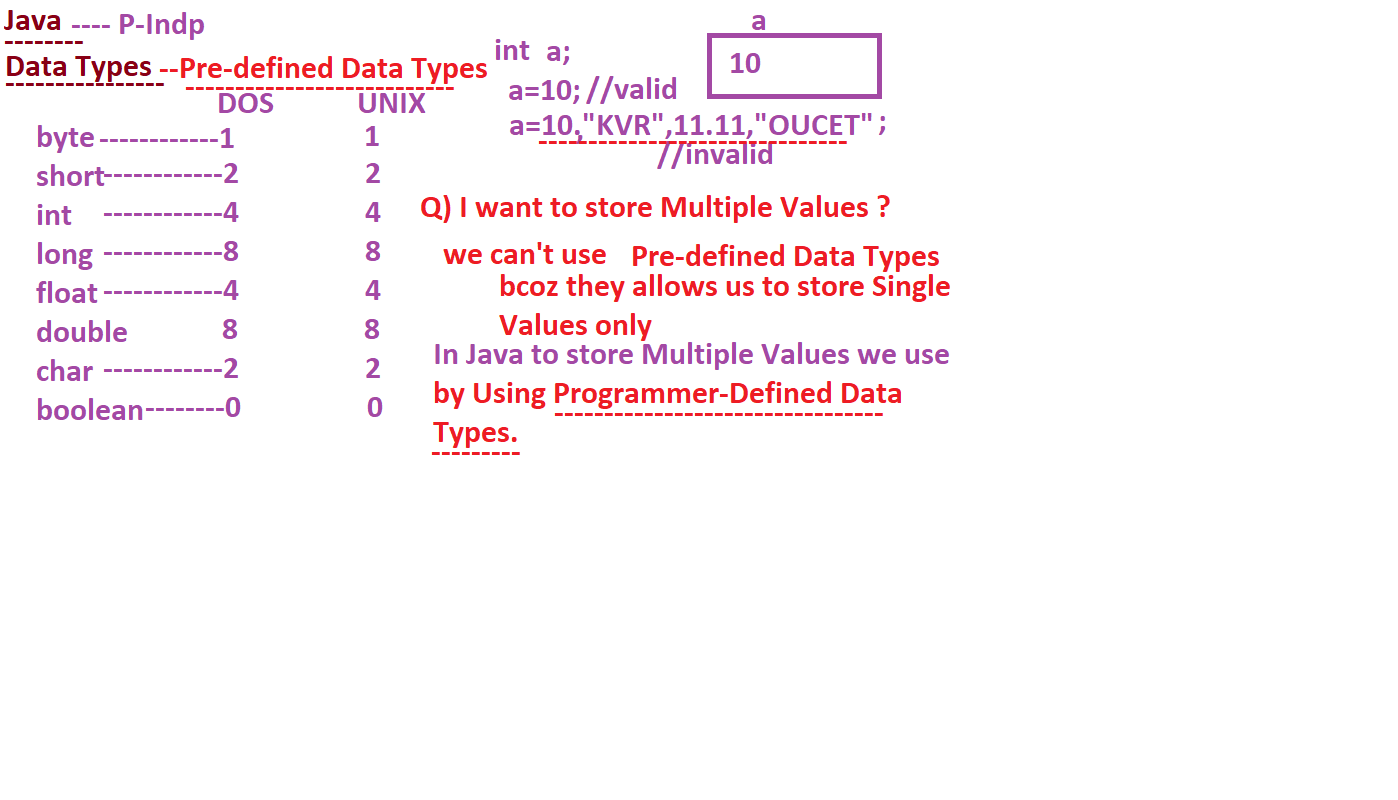 Java ---- P-Indp
--------
Data Types --Pre-defined Data Types
DOS UNIX
byte ------------1 1
short------------2 2
int ------------4 4
long ------------8 8
float ------------4 4
double 8 8
char ------------2 2
boolean--------0 0
int a;
a=10; //valid
a=10,"KVR",11.11,"OUCET" ;
//invalid
a
10
Q) I want to store Multiple Values ?
we can't use Pre-defined Data Types
bcoz they allows us to store Single
Values only
In Java to store Multiple Values we use
by Using Programmer-Defined Data
Types.